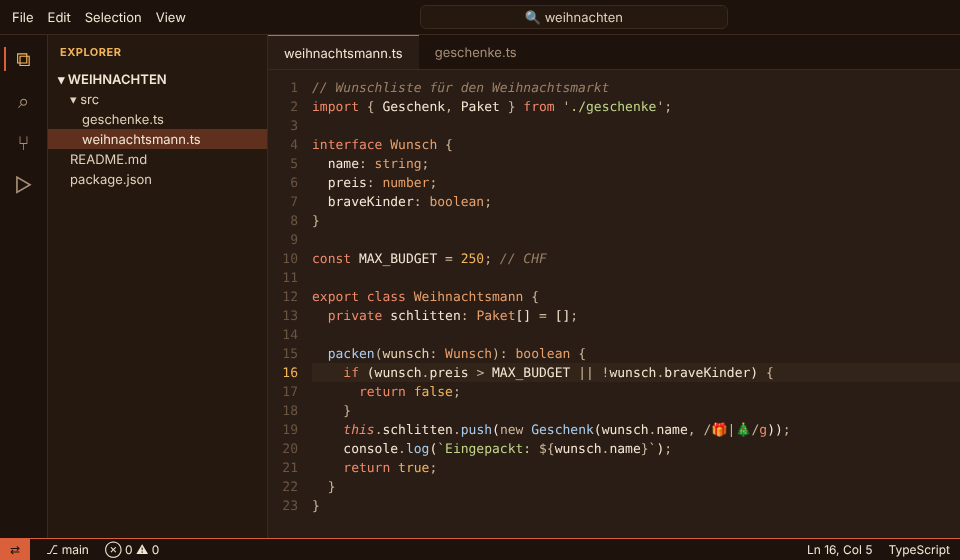 File Edit Selection View
🔍 weihnachten
EXPLORER
▾ WEIHNACHTEN
▾ src
geschenke.ts
weihnachtsmann.ts
README.md
package.json
weihnachtsmann.ts geschenke.ts
1 // Wunschliste für den Weihnachtsmarkt
2 import { Geschenk, Paket } from './geschenke';
3
4 interface Wunsch {
5   name: string;
6   preis: number;
7   braveKinder: boolean;
8 }
9
10 const MAX_BUDGET = 250; // CHF
11
12 export class Weihnachtsmann {
13   private schlitten: Paket[] = [];
14
15   packen(wunsch: Wunsch): boolean {
16     if (wunsch.preis > MAX_BUDGET || !wunsch.braveKinder) {
17       return false;
18     }
19     this.schlitten.push(new Geschenk(wunsch.name, /🎁|🎄/g));
20     console.log(`Eingepackt: ${wunsch.name}`);
21     return true;
22   }
23 }
⇄ ⎇ main ⓧ 0 ⚠ 0 Ln 16, Col 5 TypeScript